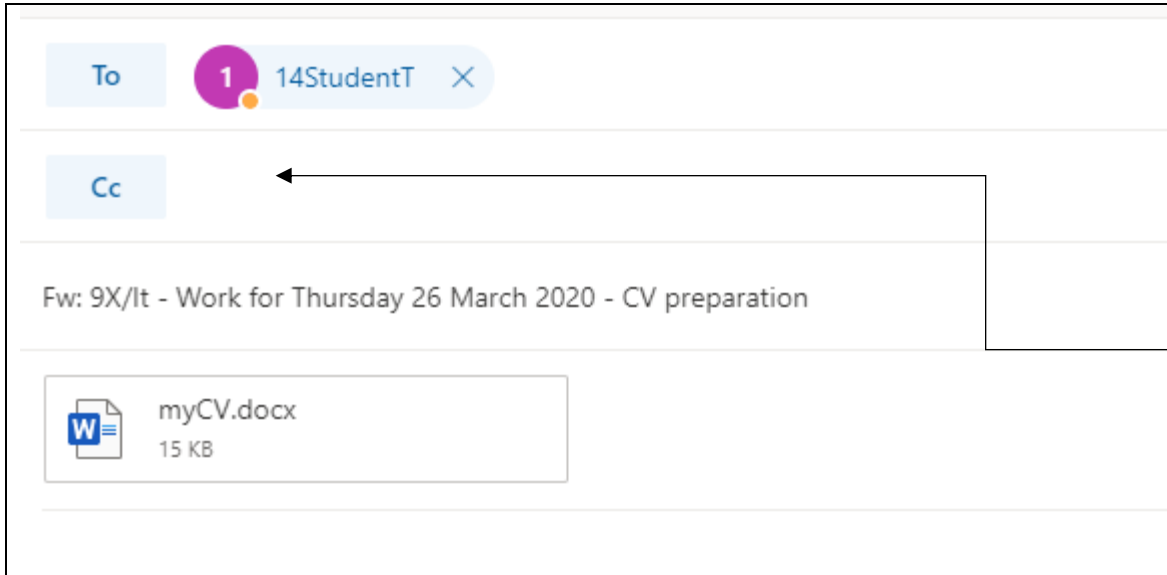 To
1
14StudentT
Cc
Fw: 9X/It - Work for Thursday 26 March 2020 - CV preparation
W
myCV.docx
15 KB